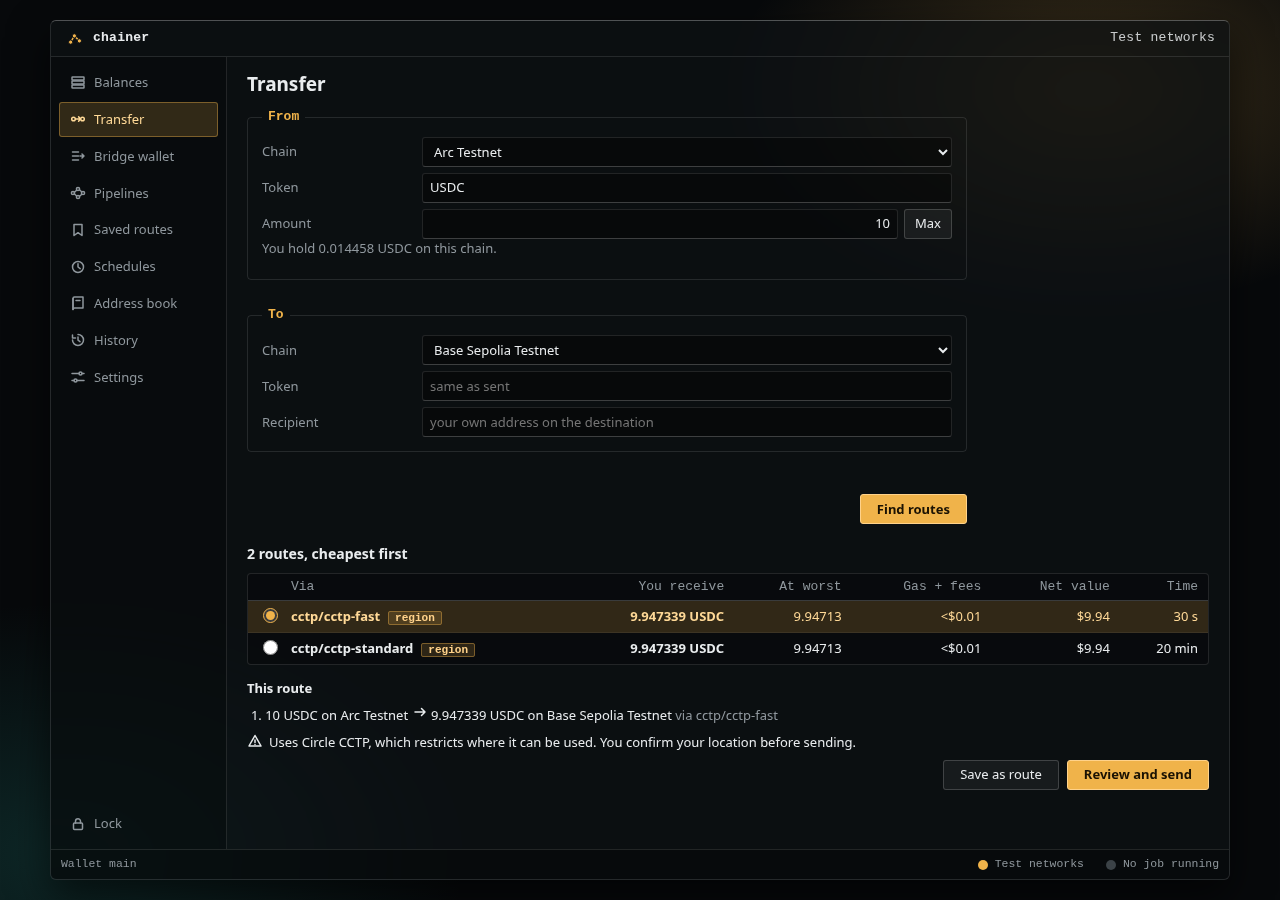 chainer
Test networks
Balances
Transfer
Bridge wallet
Pipelines
Saved routes
Schedules
Address book
History
Settings
Lock
Transfer
From
Chain Arc Testnet
Token USDC
Amount 10 Max
You hold 0.014458 USDC on this chain.
To
Chain Base Sepolia Testnet
Token same as sent
Recipient your own address on the destination
Find routes
2 routes, cheapest first
Via You receive At worst Gas + fees Net value Time
cctp/cctp-fast region 9.947339 USDC 9.94713 <$0.01 $9.94 30 s
cctp/cctp-standard region 9.947339 USDC 9.94713 <$0.01 $9.94 20 min
This route
1. 10 USDC on Arc Testnet → 9.947339 USDC on Base Sepolia Testnet via cctp/cctp-fast
Uses Circle CCTP, which restricts where it can be used. You confirm your location before sending.
Save as route Review and send
Wallet main Test networks No job running